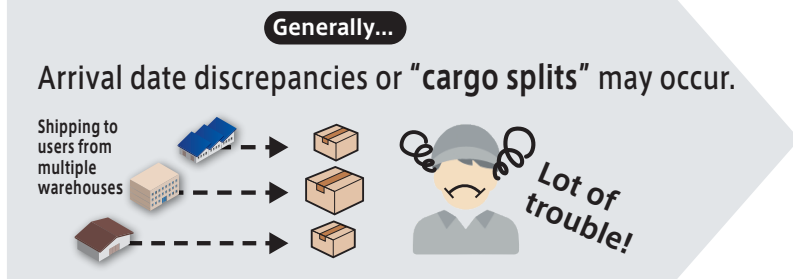 Generally...
Arrival date discrepancies or “cargo splits” may occur.
Shipping to
users from
multiple
warehouses
Lot of
trouble!